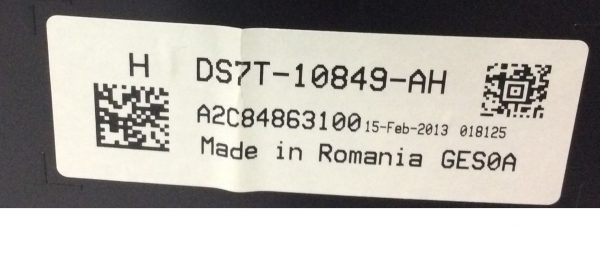 H DS7T-10849-AH
A2C84863100 15-Feb-2013 018125
Made in Romania GES0A